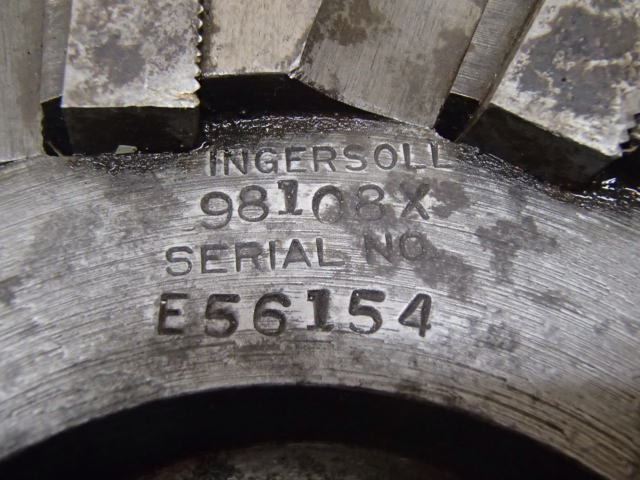 INGERSOLL
98108X
SERIAL NO.
E56154